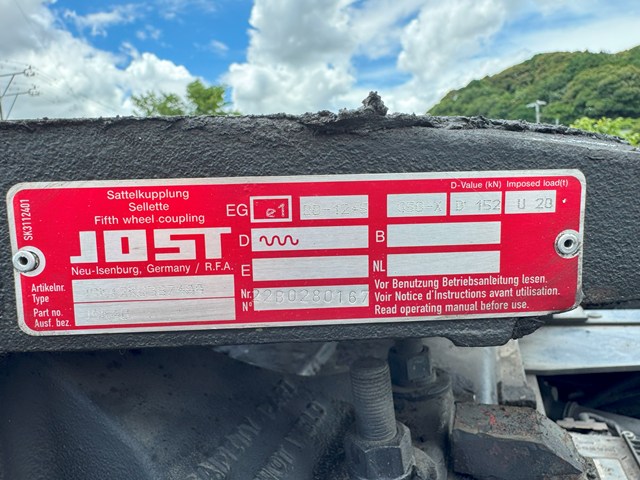 SK3112401
Sattelkupplung
Sellette
Fifth wheel coupling
JOST
Neu-Isenburg, Germany / R.F.A.
Artikelnr.
Type
Part no.
Ausf. bez.
EG e1
D-Value (kN) Imposed load(t)
D 152 U 20
D
B
E
NL
Nr.
N°
2280280167
Vor Benutzung Betriebsanleitung lesen.
Voir Notice d'Instructions avant utilisation.
Read operating manual before use.